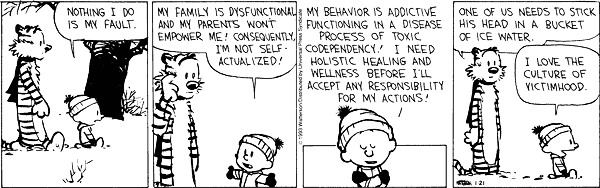 NOTHING I DO
IS MY FAULT.
MY FAMILY IS DYSFUNCTIONAL
AND MY PARENTS WON'T
EMPOWER ME! CONSEQUENTLY,
I'M NOT SELF-
ACTUALIZED!
© 1993 Watterson/Distributed by Universal Press Syndicate
MY BEHAVIOR IS ADDICTIVE
FUNCTIONING IN A DISEASE
PROCESS OF TOXIC
CODEPENDENCY! I NEED
HOLISTIC HEALING AND
WELLNESS BEFORE I'LL
ACCEPT ANY RESPONSIBILITY
FOR MY ACTIONS!
ONE OF US NEEDS TO STICK
HIS HEAD IN A BUCKET
OF ICE WATER.
I LOVE THE
CULTURE OF
VICTIMHOOD.
1-21